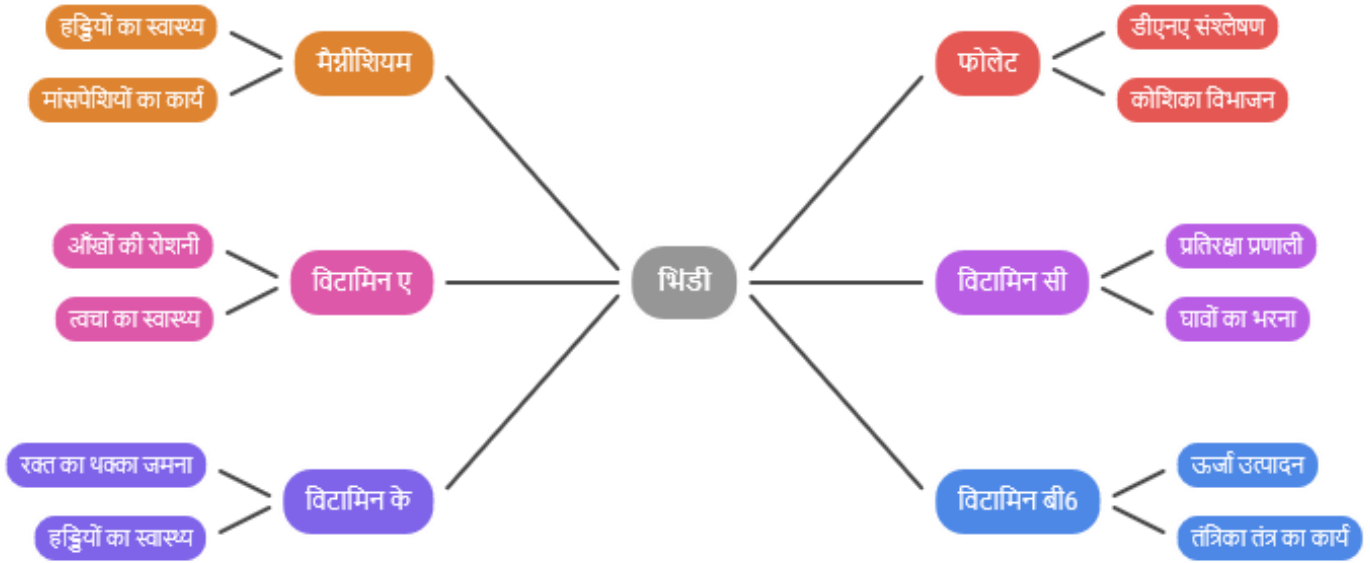 हड्डियों का स्वास्थ्य
मैग्नीशियम
मांसपेशियों का कार्य
आँखों की रोशनी
विटामिन ए
त्वचा का स्वास्थ्य
रक्त का थक्का जमना
विटामिन के
हड्डियों का स्वास्थ्य
भिंडी
डीएनए संश्लेषण
फोलेट
कोशिका विभाजन
प्रतिरक्षा प्रणाली
विटामिन सी
घावों का भरना
ऊर्जा उत्पादन
विटामिन बी6
तंत्रिका तंत्र का कार्य